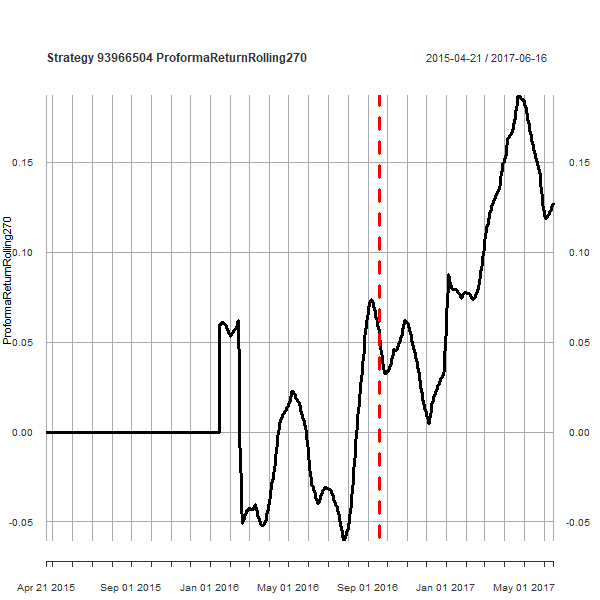 Strategy 93966504 ProformaReturnRolling270
2015-04-21 / 2017-06-16
ProformaReturnRolling270
0.15
0.10
0.05
0.00
-0.05
0.15
0.10
0.05
0.00
-0.05
Apr 21 2015
Sep 01 2015
Jan 01 2016
May 01 2016
Sep 01 2016
Jan 01 2017
May 01 2017